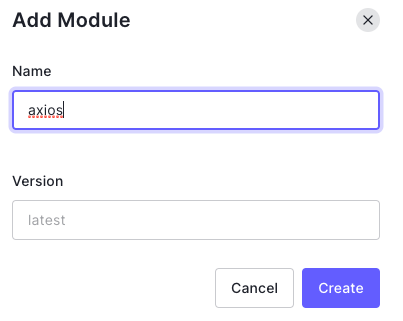 Add Module
Name
axios
Version
latest
Cancel
Create